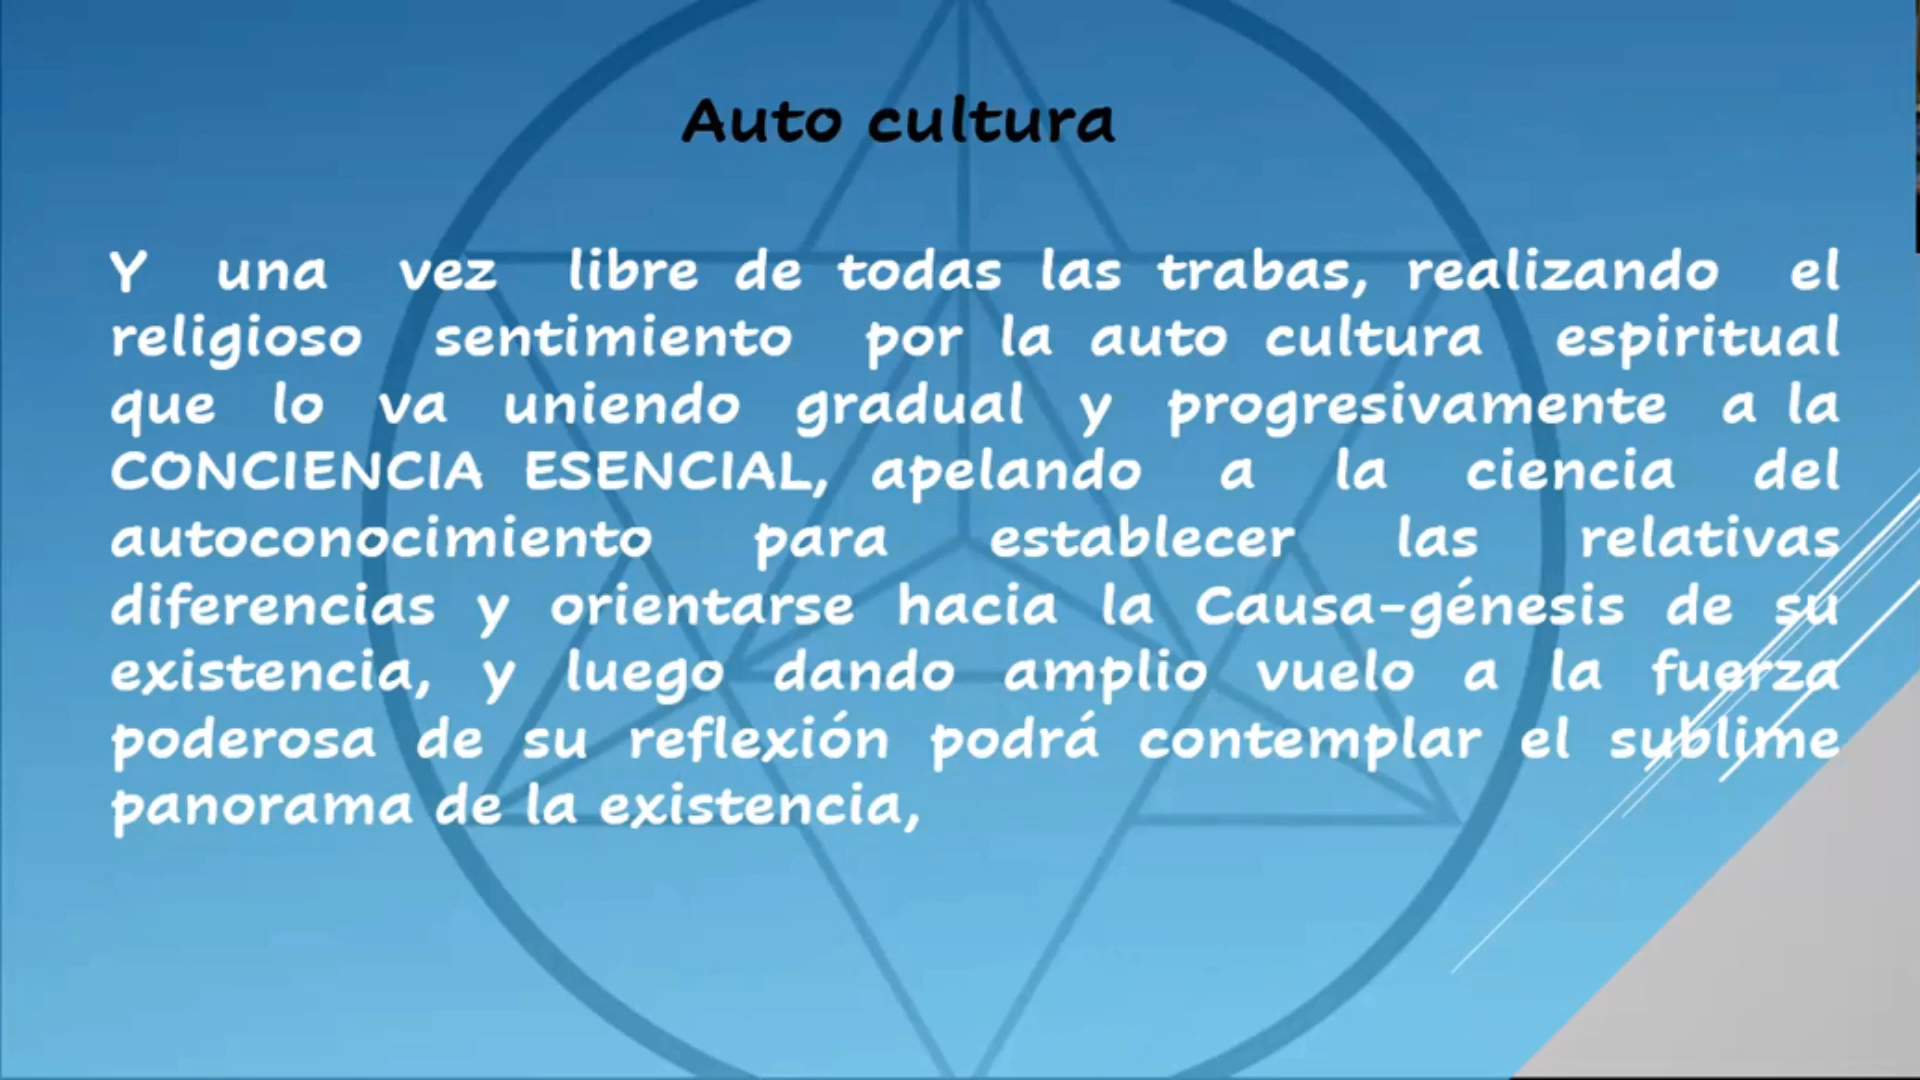 Auto cultura
Y una vez libre de todas las trabas, realizando el
religioso sentimiento por la auto cultura espiritual
que lo va uniendo gradual y progresivamente a la
CONCIENCIA ESENCIAL, apelando a la ciencia del
autoconocimiento para establecer las relativas
diferencias y orientarse hacia la Causa-génesis de su
existencia, y luego dando amplio vuelo a la fuerza
poderosa de su reflexión podrá contemplar el sublime
panorama de la existencia,